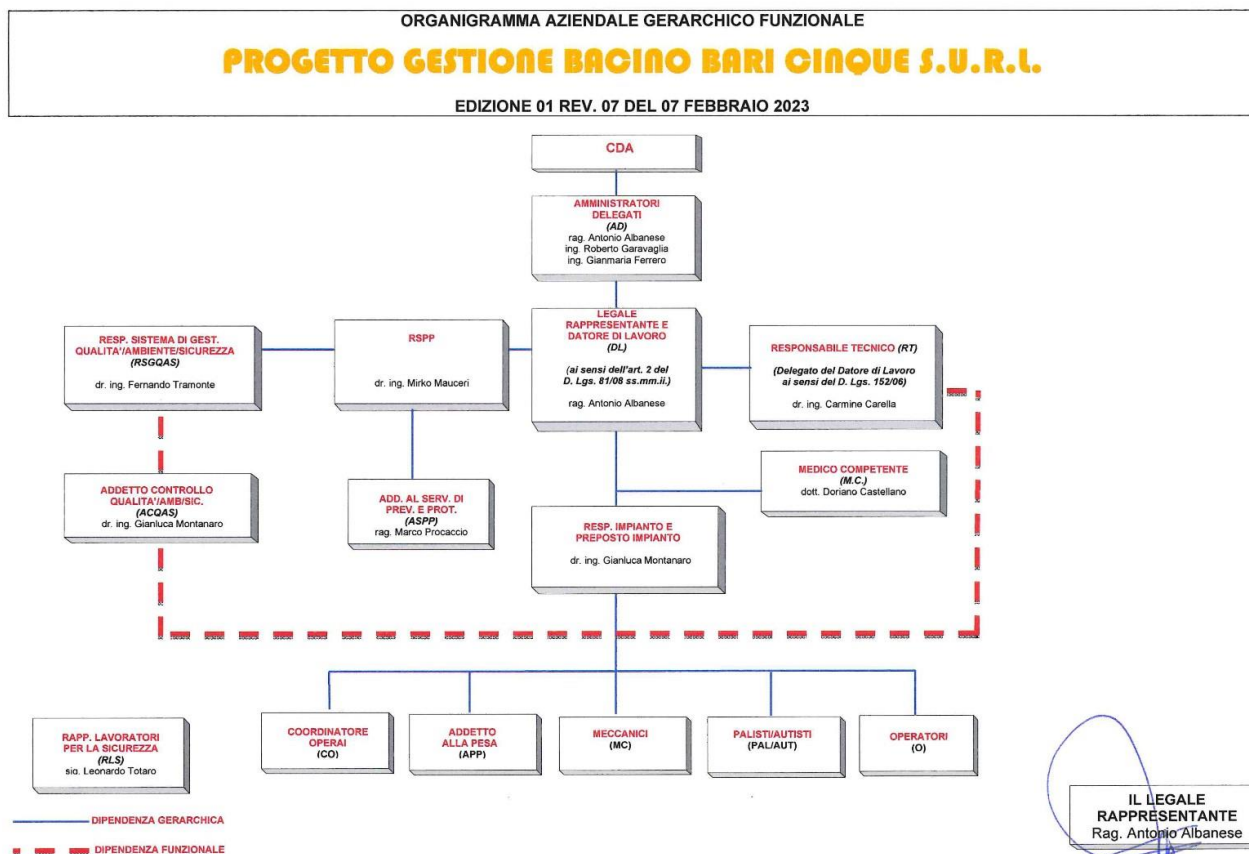 ORGANIGRAMMA AZIENDALE GERARCHICO FUNZIONALE
PROGETTO GESTIONE BACINO BARI CINQUE S.U.R.L.
EDIZIONE 01 REV. 07 DEL 07 FEBBRAIO 2023
CDA
AMMINISTRATORI
DELEGATI
(AD)
rag. Antonio Albanese
ing. Roberto Garavaglia
ing. Gianmaria Ferrero
RESP. SISTEMA DI GEST.
QUALITA'/AMBIENTE/SICUREZZA
(RSGQAS)
dr. ing. Fernando Tramonte
RSPP
dr. ing. Mirko Mauceri
LEGALE
RAPPRESENTANTE E
DATORE DI LAVORO
(DL)
(ai sensi dell'art. 2 del
D. Lgs. 81/08 ss.mm.ii.)
rag. Antonio Albanese
RESPONSABILE TECNICO (RT)
(Delegato del Datore di Lavoro
ai sensi del D. Lgs. 152/06)
dr. ing. Carmine Carella
ADDETTO CONTROLLO
QUALITA'/AMB/SIC.
(ACQAS)
dr. ing. Gianluca Montanaro
ADD. AL SERV. DI
PREV. E PROT.
(ASPP)
rag. Marco Procaccio
MEDICO COMPETENTE
(M.C.)
dott. Doriano Castellano
RESP. IMPIANTO E
PREPOSTO IMPIANTO
dr. ing. Gianluca Montanaro
RAPP. LAVORATORI
PER LA SICUREZZA
(RLS)
sig. Leonardo Totaro
COORDINATORE
OPERAI
(CO)
ADDETTO
ALLA PESA
(APP)
MECCANICI
(MC)
PALISTI/AUTISTI
(PAL/AUT)
OPERATORI
(O)
DIPENDENZA GERARCHICA
DIPENDENZA FUNZIONALE
IL LEGALE
RAPPRESENTANTE
Rag. Antonio Albanese